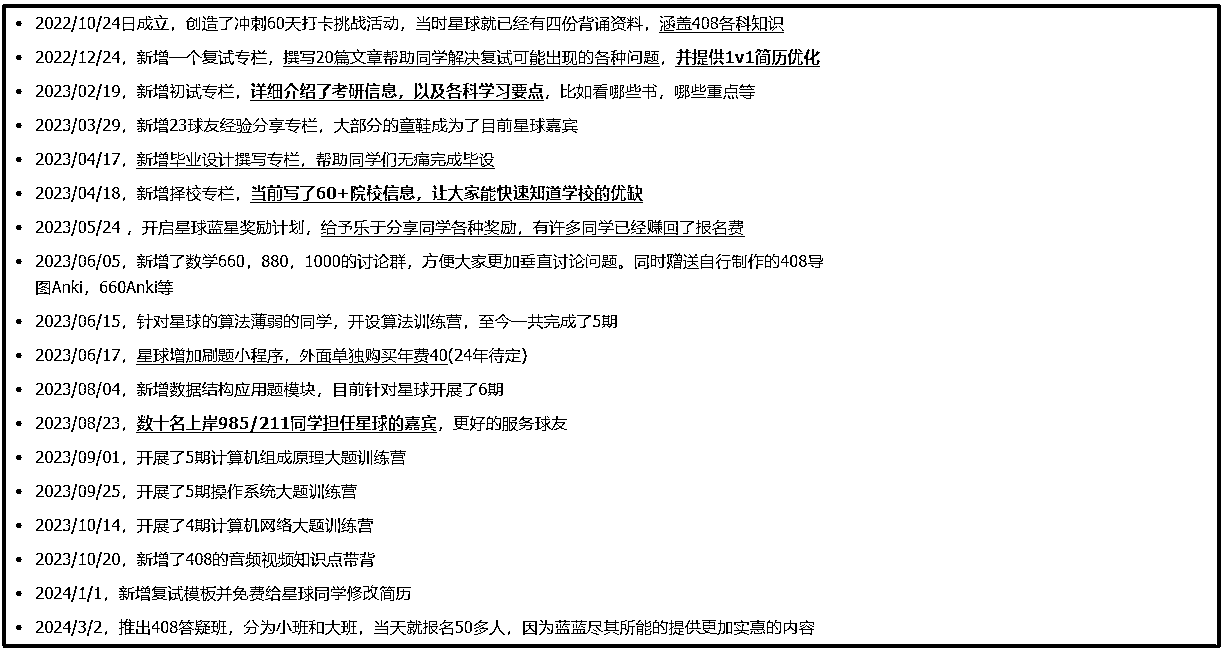 • 2022/10/24日成立，创造了冲刺60天打卡挑战活动，当时星球就已经有四份背诵资料，涵盖408各科知识
• 2022/12/24，新增一个复试专栏，撰写20篇文章帮助同学解决复试可能出现的各种问题，并提供1v1简历优化
• 2023/02/19，新增初试专栏，详细介绍了考研信息，以及各科学习要点，比如看哪些书，哪些重点等
• 2023/03/29，新增23球友经验分享专栏，大部分的童鞋成为了目前星球嘉宾
• 2023/04/17，新增毕业设计撰写专栏，帮助同学们无痛完成毕设
• 2023/04/18，新增择校专栏，当前写了60+院校信息，让大家能快速知道学校的优缺
• 2023/05/24 ，开启星球蓝星奖励计划，给予乐于分享同学各种奖励，有许多同学已经赚回了报名费
• 2023/06/05，新增了数学660，880，1000的讨论群，方便大家更加垂直讨论问题。同时赠送自行制作的408导
图Anki，660Anki等
• 2023/06/15，针对星球的算法薄弱的同学，开设算法训练营，至今一共完成了5期
• 2023/06/17，星球增加刷题小程序，外面单独购买年费40(24年待定)
• 2023/08/04，新增数据结构应用题模块，目前针对星球开展了6期
• 2023/08/23，数十名上岸985/211同学担任星球的嘉宾，更好的服务球友
• 2023/09/01，开展了5期计算机组成原理大题训练营
• 2023/09/25，开展了5期操作系统大题训练营
• 2023/10/14，开展了4期计算机网络大题训练营
• 2023/10/20，新增了408的音频视频知识点带背
• 2024/1/1，新增复试模板并免费给星球同学修改简历
• 2024/3/2，推出408答疑班，分为小班和大班，当天就报名50多人，因为蓝蓝尽其所能的提供更加实惠的内容